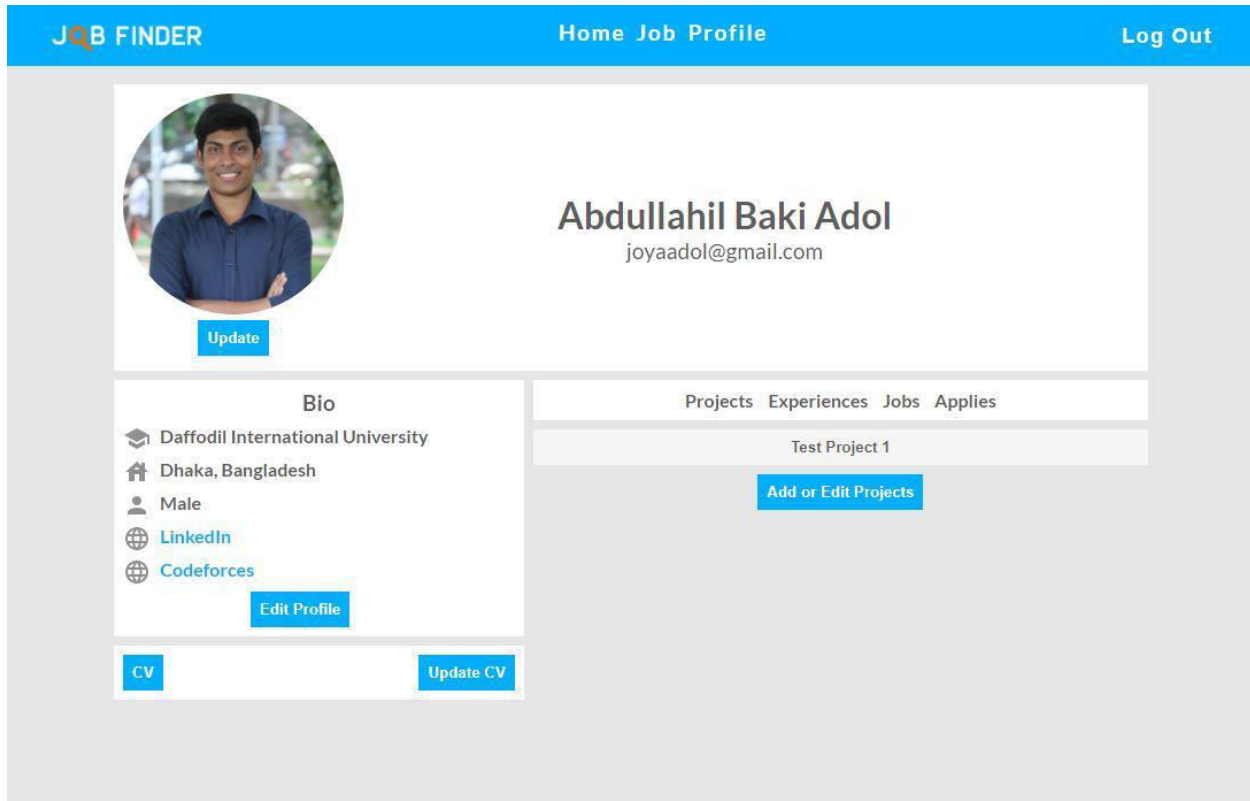 JOB FINDER
Home Job Profile
Log Out
Abdullahil Baki Adol
joyaadol@gmail.com
Update
Bio
Daffodil International University
Dhaka, Bangladesh
Male
LinkedIn
Codeforces
Edit Profile
CV
Update CV
Projects Experiences Jobs Applies
Test Project 1
Add or Edit Projects